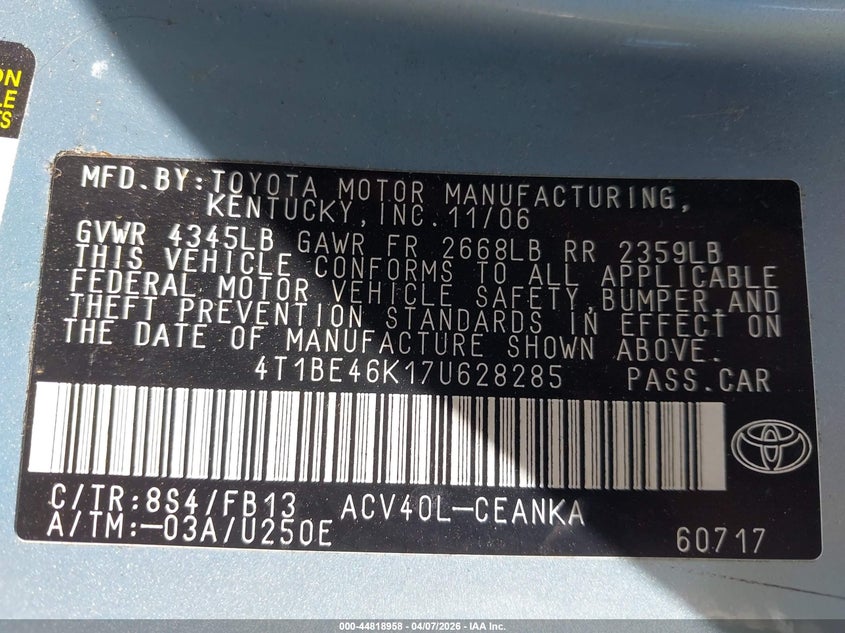 ON
LE
TS
MFD.BY:TOYOTA MOTOR MANUFACTURING,
KENTUCKY,INC.11/06
GVWR 4345LB GAWR FR 2668LB RR 2359LB
THIS VEHICLE CONFORMS TO ALL APPLICABLE
FEDERAL MOTOR VEHICLE SAFETY,BUMPER,AND
THEFT PREVENTION STANDARDS IN EFFECT ON
THE DATE OF MANUFACTURE SHOWN ABOVE.
4T1BE46K17U628285 PASS.CAR
C/TR:8S4/FB13 ACV40L-CEANKA
A/TM:-03A/U250E
60717
000-44818958 - 04/07/2026 - IAA Inc.